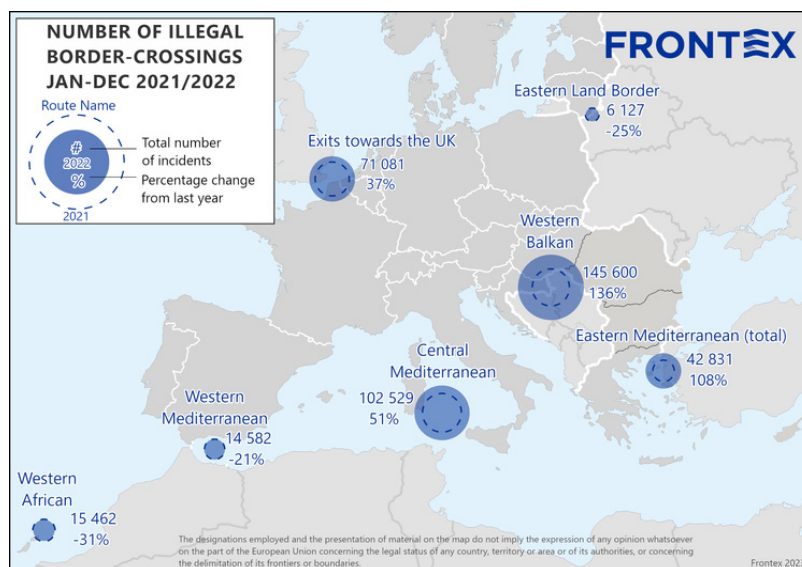 NUMBER OF ILLEGAL
BORDER-CROSSINGS
JAN-DEC 2021/2022
Route Name
#
2022
%
Total number
of incidents
Percentage change
from last year
2021
FRONTEX
Eastern Land Border
6 127
-25%
Exits towards the UK
71 081
37%
Western
Balkan
145 600
136%
Eastern Mediterranean (total)
42 831
108%
Central
Mediterranean
102 529
51%
Western
Mediterranean
14 582
-21%
Western
African
15 462
-31%
The designations employed and the presentation of material on the map do not imply the expression of any opinion whatsoever
on the part of the European Union concerning the legal status of any country, territory or area or of its authorities, or concerning
the delimitation of its frontiers or boundaries.
Frontex